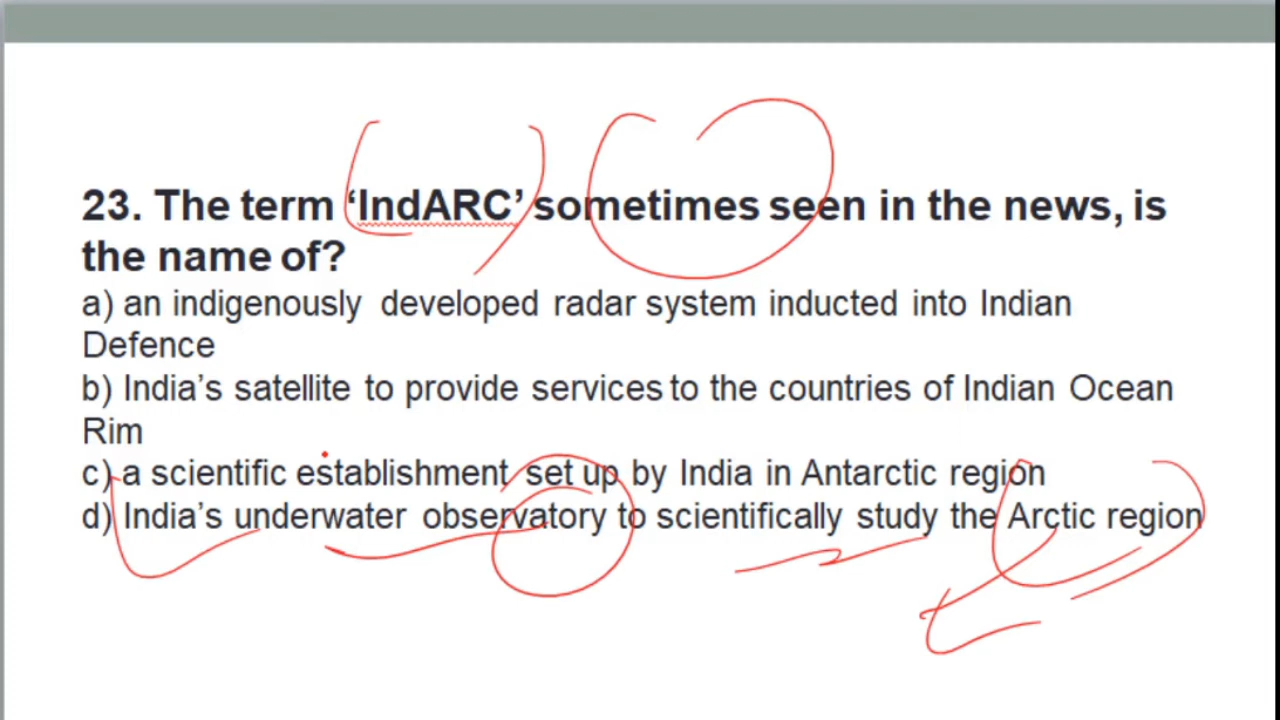 23. The term ‘IndARC’ sometimes seen in the news, is
the name of?
a) an indigenously developed radar system inducted into Indian
Defence
b) India’s satellite to provide services to the countries of Indian Ocean
Rim
c) a scientific establishment set up by India in Antarctic region
d) India’s underwater observatory to scientifically study the Arctic region